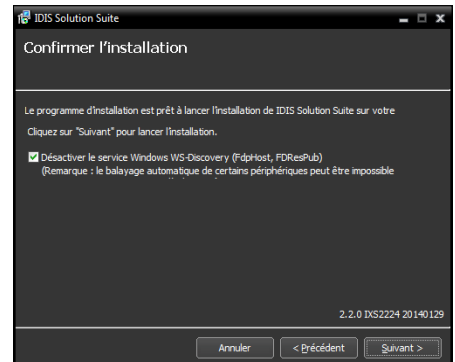 IDIS Solution Suite
Confirmer l'installation
Le programme d'installation est prêt à lancer l'installation de IDIS Solution Suite sur votre
Cliquez sur "Suivant" pour lancer l'installation.
Désactiver le service Windows WS-Discovery (FdpHost, FDResPub)
(Remarque : le balayage automatique de certains périphériques peut être impossible
2.2.0 IXS2224 20140129
Annuler
< Précédent
Suivant >